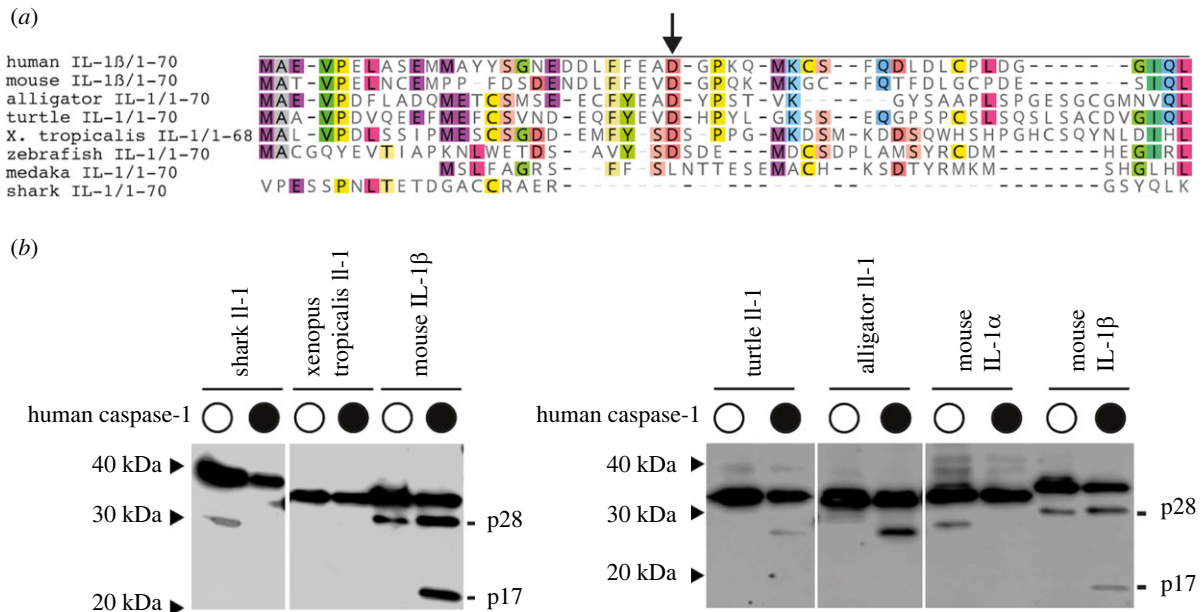 (a)
human IL-1ß/1-70 MAE-VPELASEMMAYYSGNEDDLFFEAD-GPKQ-MKCS--FQDLDLCPLDG-------GIQL
mouse IL-1ß/1-70 MAT-VPELNCEMPP-FDSDENDLFFEVD-GPQK-MKGC--FQTFDLGCPDE-------SIQL
alligator IL-1/1-70 MAL-VPDFLADQMETCSMSE-ECFYEAD-YPST-VK------GYSAAPLSPGESGCGMNVQL
turtle IL-1/1-70 MAA-VPDVQEEPMEFCSVND-EQFYEVD-HPYL-GKSS--EQGPSPCSLSQSLSACDVGIQL
X. tropicalis IL-1/1-68 MAL-VPDLSSIPMESCSGDD-EMFY-SDS-PPG-MKDSM-KDDSQWHSHPGHCSQYNLDIHL
zebrafish IL-1/1-70 MACGQYEVTIAPKNLWETDS--AVY-SDSDE---MDCSDPLAMSYRCDM-------HEGIRL
medaka IL-1/1-70 MSLFAGRS---FF-SLNTTESEMACH--KSDTYRMKM-------SHGLHL
shark IL-1/1-70 VPESSPNLTETDGACCRAER------------------------------------GSYQLK
(b)
shark Il-1
xenopus
tropicalis Il-1
mouse IL-1β
turtle Il-1
alligator Il-1
mouse
IL-1α
mouse
IL-1β
human caspase-1
human caspase-1
40 kDa
30 kDa
20 kDa
p28
p17
40 kDa
30 kDa
20 kDa
p28
p17